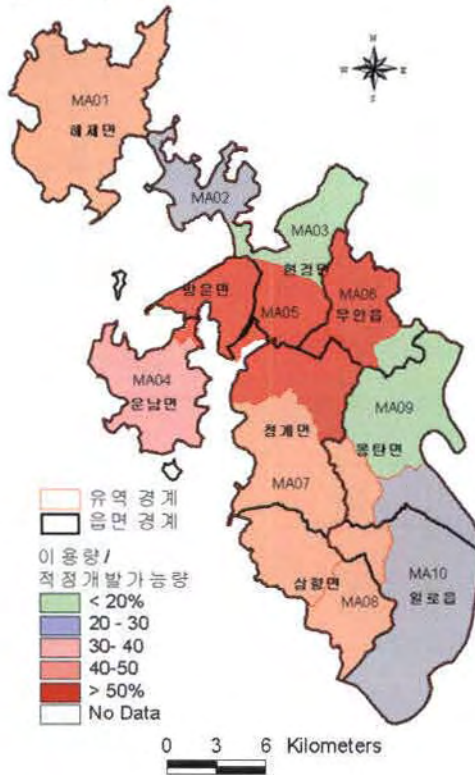 N
W
E
S
MA01
해제면
MA02
MA03
현경면
망운면
MA05
MA06
무안읍
MA04
운남면
MA09
몽탄면
청계면
MA07
삼향면
MA08
MA10
일로읍
유역 경계
읍면 경계
이용량/
적정개발가능량
< 20%
20 - 30
30- 40
40-50
> 50%
No Data
0 3 6 Kilometers